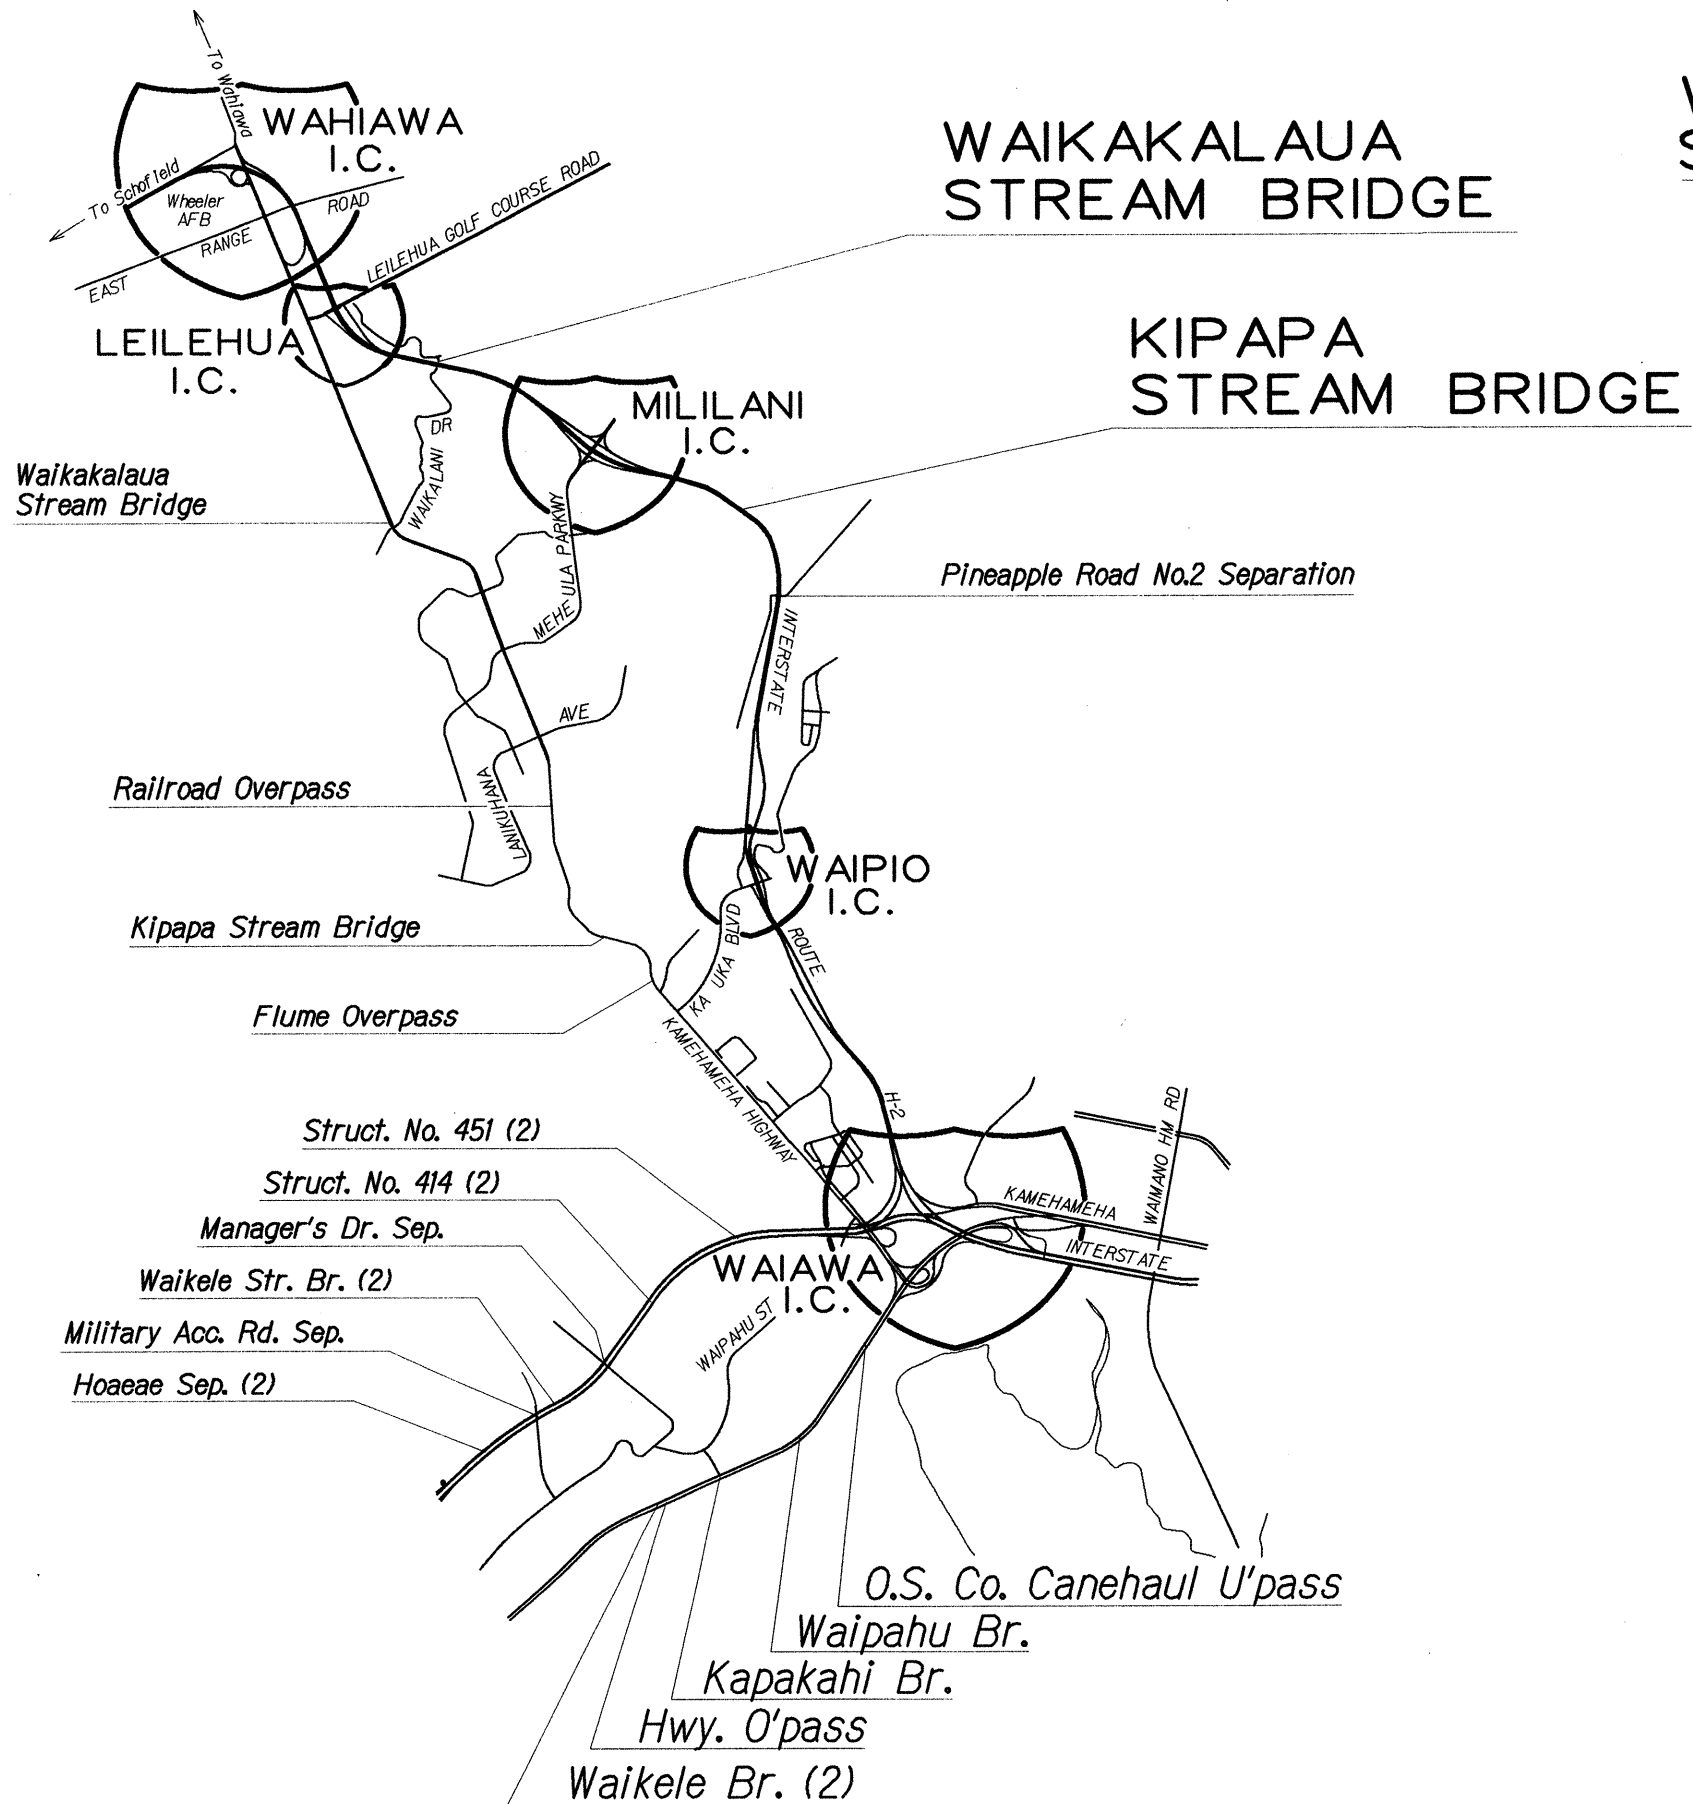 To Wahiawa
WAHIAWA
I.C.
To Schofield
Wheeler
AFB
EAST RANGE ROAD
LEILEHUA GOLF COURSE ROAD
WAIKAKALAUA
STREAM BRIDGE
LEILEHUA
I.C.
KIPAPA
STREAM BRIDGE
MILILANI
I.C.
WAIKALANI DR
Waikakalaua
Stream Bridge
MEHEULA PARKWY
Pineapple Road No.2 Separation
INTERSTATE
AVE
LANIKUHANA
Railroad Overpass
WAIPIO
I.C.
Kipapa Stream Bridge
KA UKA BLVD
ROUTE
Flume Overpass
KAMEHAMEHA HIGHWAY
H-2
WAIMANO HM RD
Struct. No. 451 (2)
Struct. No. 414 (2)
KAMEHAMEHA
Manager's Dr. Sep.
INTERSTATE
WAIAWA
I.C.
Waikele Str. Br. (2)
WAIPAHU ST
Military Acc. Rd. Sep.
Hoaeae Sep. (2)
O.S. Co. Canehaul U'pass
Waipahu Br.
Kapakahi Br.
Hwy. O'pass
Waikele Br. (2)